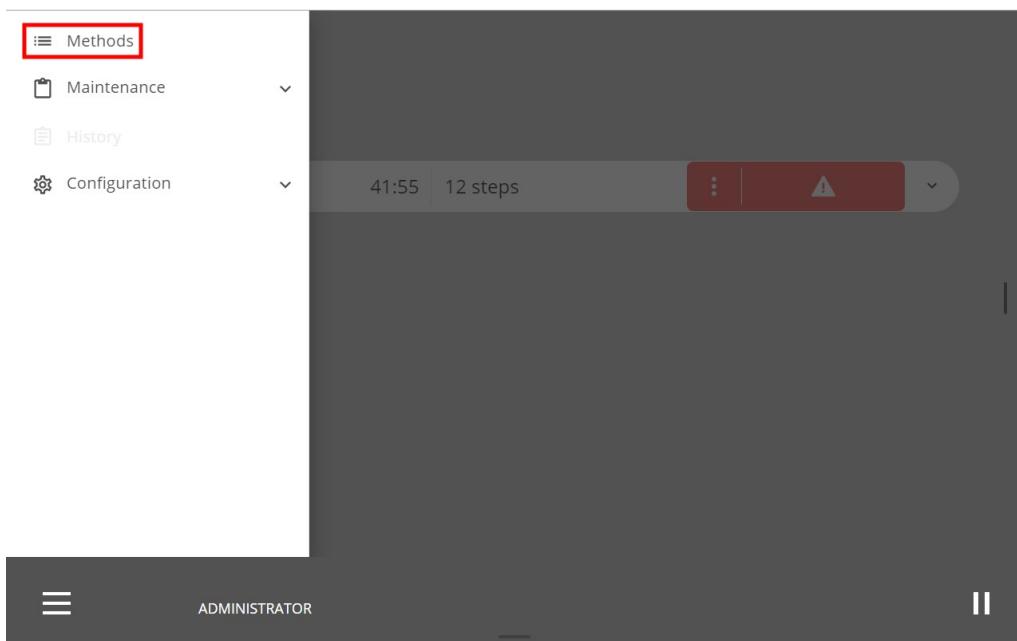 Methods
Maintenance
History
Configuration
41:55 12 steps
ADMINISTRATOR